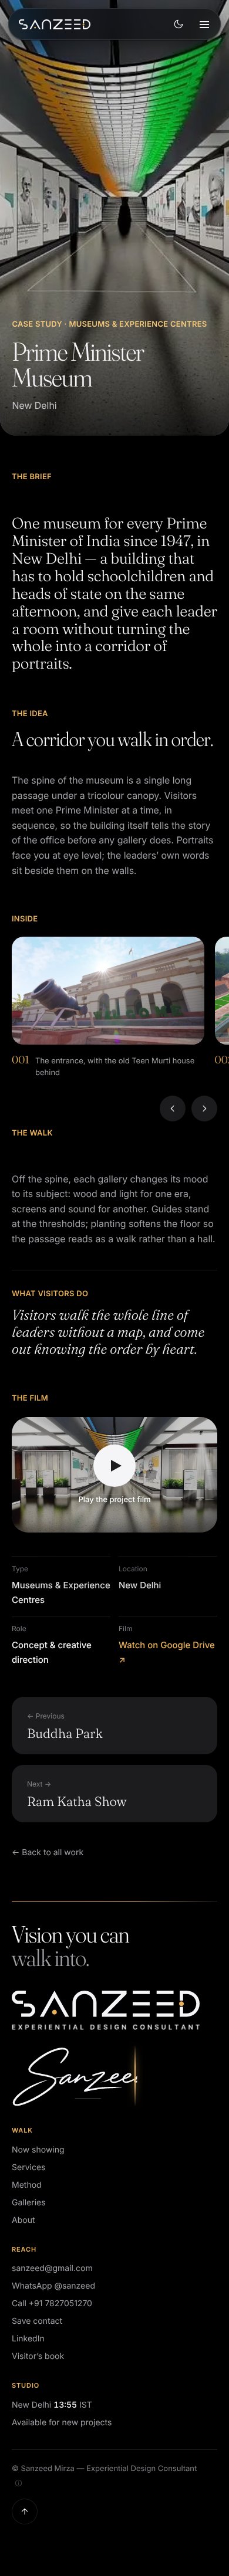 SANZEED
CASE STUDY · MUSEUMS & EXPERIENCE CENTRES
Prime Minister
Museum
New Delhi
THE BRIEF
One museum for every Prime
Minister of India since 1947, in
New Delhi — a building that
has to hold schoolchildren and
heads of state on the same
afternoon, and give each leader
a room without turning the
whole into a corridor of
portraits.
THE IDEA
A corridor you walk in order.
The spine of the museum is a single long
passage under a tricolour canopy. Visitors
meet one Prime Minister at a time, in
sequence, so the building itself tells the story
of the office before any gallery does. Portraits
face you at eye level; the leaders' own words
sit beside them on the walls.
INSIDE
001 The entrance, with the old Teen Murti house
behind
THE WALK
Off the spine, each gallery changes its mood
to its subject: wood and light for one era,
screens and sound for another. Guides stand
at the thresholds; planting softens the floor so
the passage reads as a walk rather than a hall.
WHAT VISITORS DO
Visitors walk the whole line of
leaders without a map, and come
out knowing the order by heart.
THE FILM
Play the project film
Type Location
Museums & Experience New Delhi
Centres
Role Film
Concept & creative Watch on Google Drive
direction ↗
← Previous
Buddha Park
Next →
Ram Katha Show
← Back to all work
Vision you can
walk into.
SANZEED
EXPERIENTIAL DESIGN CONSULTANT
Sanzeed
WALK
Now showing
Services
Method
Galleries
About
REACH
sanzeed@gmail.com
WhatsApp @sanzeed
Call +91 7827051270
Save contact
LinkedIn
Visitor's book
STUDIO
New Delhi 13:55 IST
Available for new projects
© Sanzeed Mirza — Experiential Design Consultant